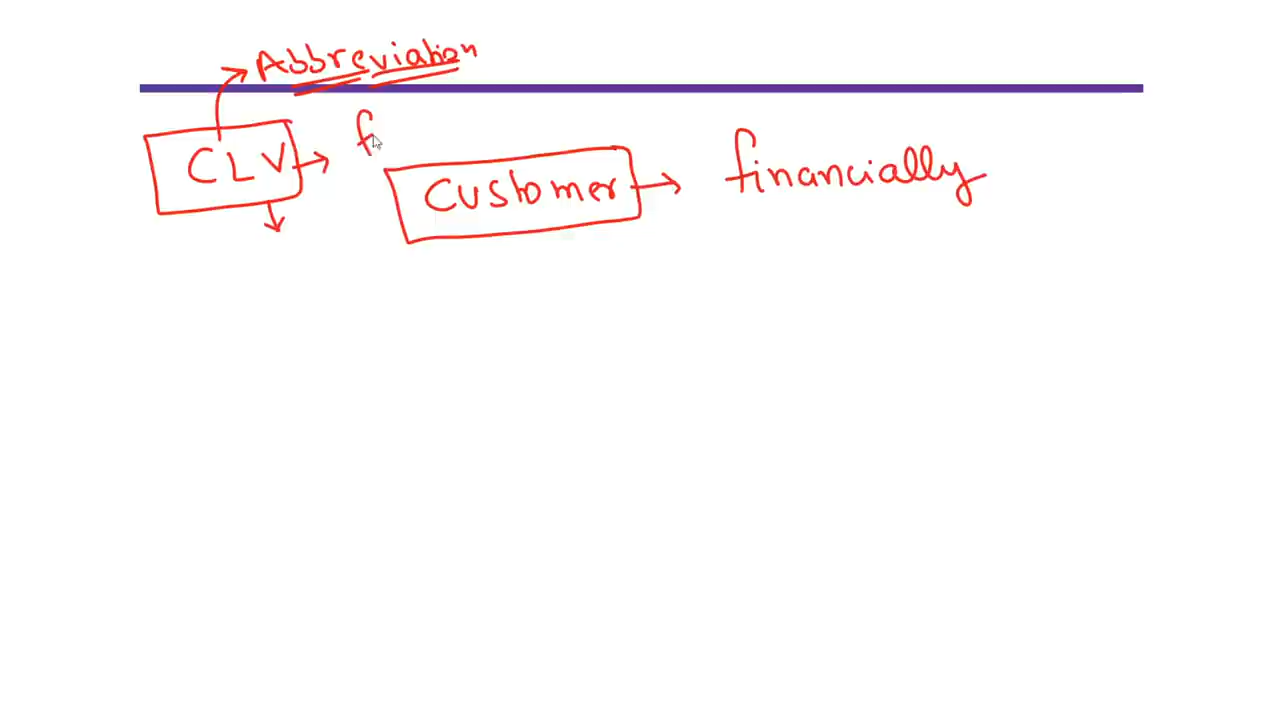 Abbreviation
f
CLV → Customer → financially